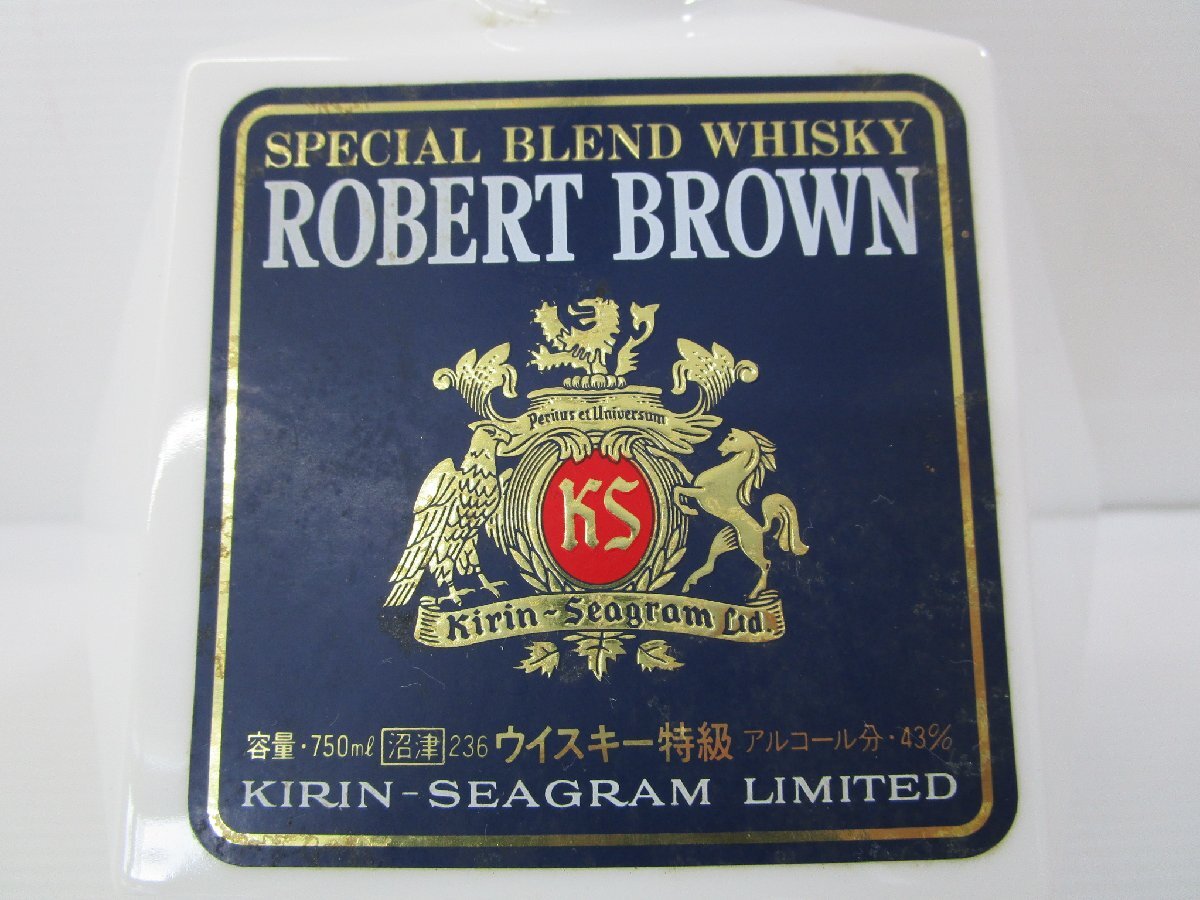 SPECIAL BLEND WHISKY
ROBERT BROWN
Peritus et Universum
KS
Kirin-Seagram Ltd.
容量・750ml 沼津 236 ウイスキー特級 アルコール分・43%
KIRIN-SEAGRAM LIMITED